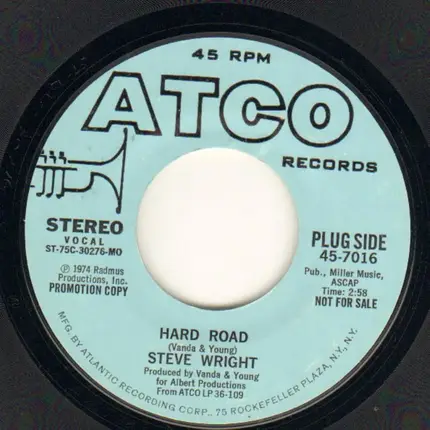 45 RPM
ATCO
RECORDS
STEREO
VOCAL
ST-75C-30276-MO
℗ 1974 Radmus
Productions, Inc.
PROMOTION COPY
PLUG SIDE
45-7016
Pub., Miller Music,
ASCAP
Time: 2:58
NOT FOR SALE
HARD ROAD
(Vanda & Young)
STEVE WRIGHT
Produced by Vanda & Young
for Albert Productions
From ATCO LP 36-109
MFG. BY ATLANTIC RECORDING CORP., 75 ROCKEFELLER PLAZA, N.Y., N.Y.